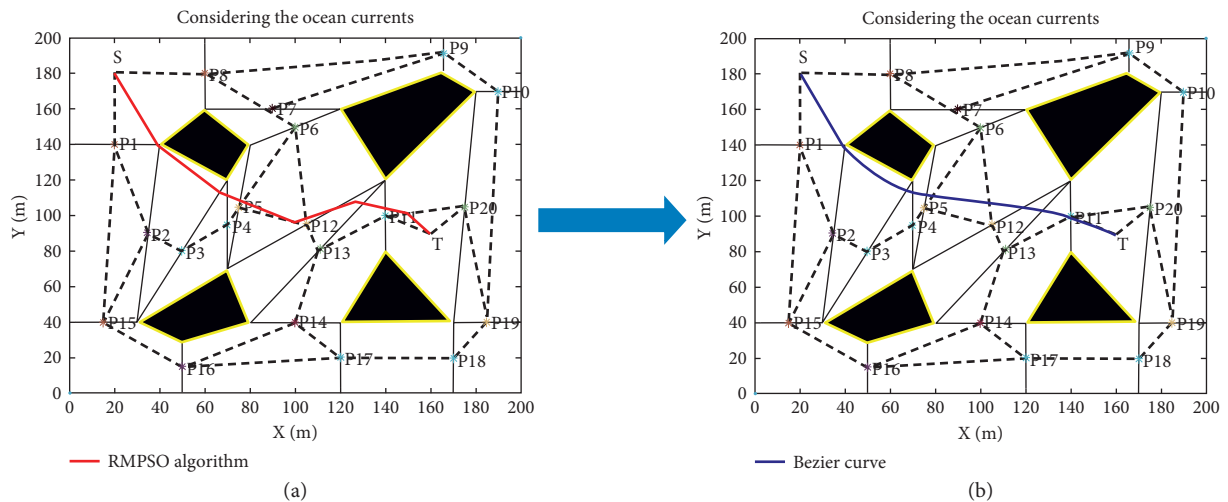 Considering the ocean currents
200
180
160
140
120
100
80
60
40
20
0
Y (m)
S
P9
P8
P10
P7
P6
P1
P5
P20
P11
P4
P12
P2
T
P3
P13
P15
P14
P19
P17
P18
P16
0 20 40 60 80 100 120 140 160 180 200
X (m)
RMPSO algorithm
(a)
Considering the ocean currents
200
180
160
140
120
100
80
60
40
20
0
Y (m)
S
P9
P8
P10
P7
P6
P1
P5
P20
P11
P4
P12
P2
T
P3
P13
P15
P14
P19
P17
P18
P16
0 20 40 60 80 100 120 140 160 180 200
X (m)
Bezier curve
(b)